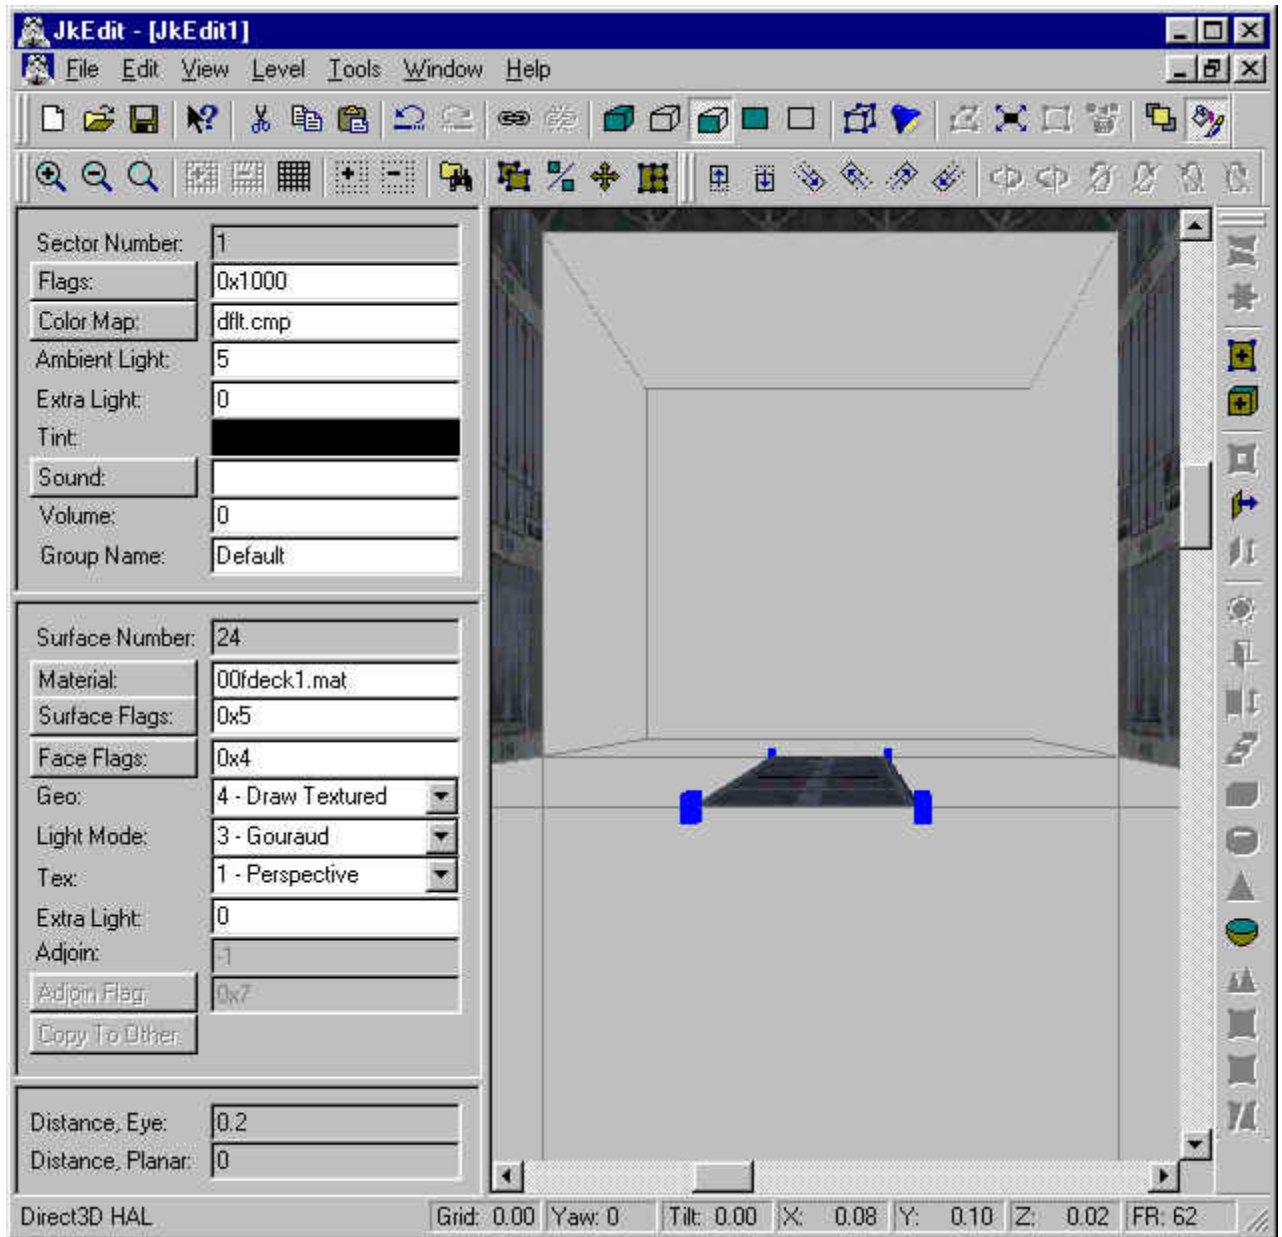 JkEdit - [JkEdit1]
File Edit View Level Tools Window Help
Sector Number: 1
Flags: 0x1000
Color Map: dflt.cmp
Ambient Light: 5
Extra Light: 0
Tint:
Sound:
Volume: 0
Group Name: Default
Surface Number: 24
Material: 00fdeck1.mat
Surface Flags: 0x5
Face Flags: 0x4
Geo: 4 - Draw Textured
Light Mode: 3 - Gouraud
Tex: 1 - Perspective
Extra Light: 0
Adjoin: -1
Adjoin Flag: 0x7
Copy To Other.
Distance, Eye: 0.2
Distance, Planar: 0
Direct3D HAL Grid: 0.00 Yaw: 0 Tilt: 0.00 X: 0.08 Y: 0.10 Z: 0.02 FR: 62